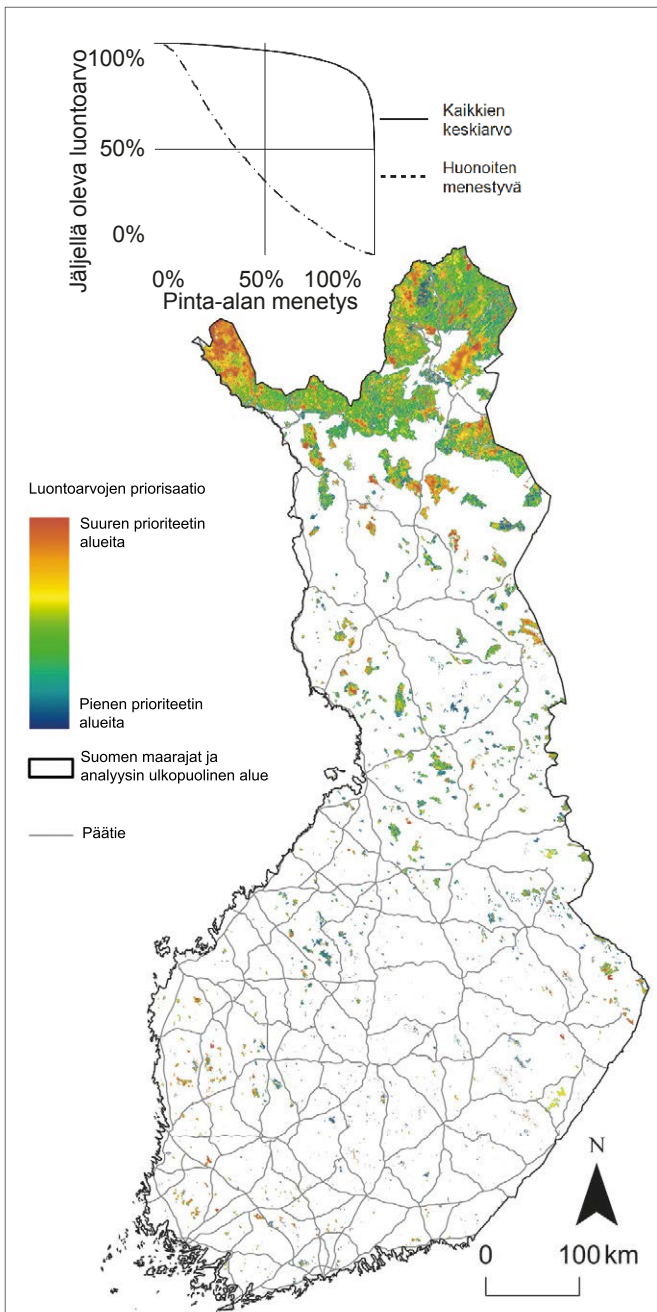 Jäljellä oleva luontoarvo
100%
50%
0%
0%
50%
100%
Pinta-alan menetys
Kaikkien
keskiarvo
Huonoiten
menestyvä
Luontoarvojen priorisaatio
Suuren prioriteetin
alueita
Pienen prioriteetin
alueita
Suomen maarajat ja
analyysin ulkopuolinen alue
Päätie
N
0
100 km